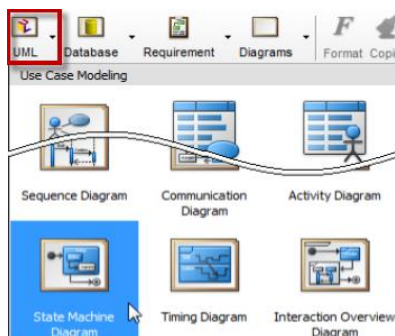 UML Database Requirement Diagrams Format Copi
Use Case Modeling
Sequence Diagram Communication Activity Diagram
Diagram
State Machine Timing Diagram Interaction Overview
Diagram Diagram